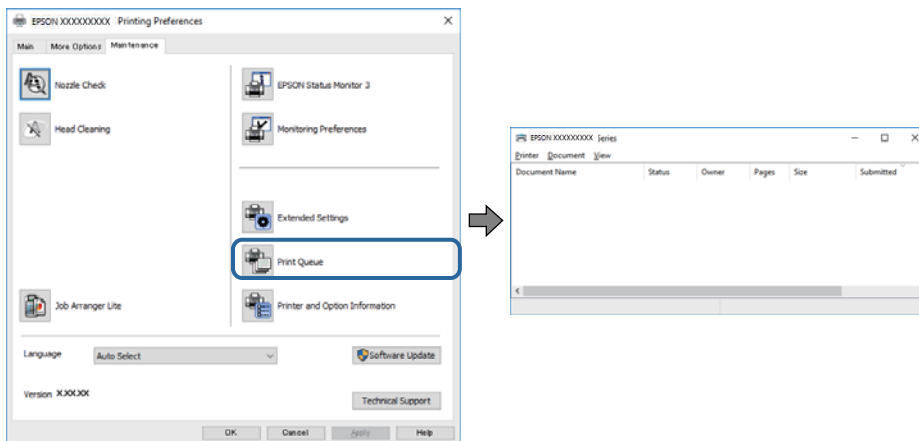 EPSON XXXXXXXXX Printing Preferences
Main More Options Maintenance
Nozzle Check
Head Cleaning
Job Arranger Lite
EPSON Status Monitor 3
Monitoring Preferences
Extended Settings
Print Queue
Printer and Option Information
Language Auto Select
Software Update
Version X.XX.XX
Technical Support
OK Cancel Apply Help
EPSON XXXXXXXXX Series
Printer Document View
Document Name Status Owner Pages Size Submitted